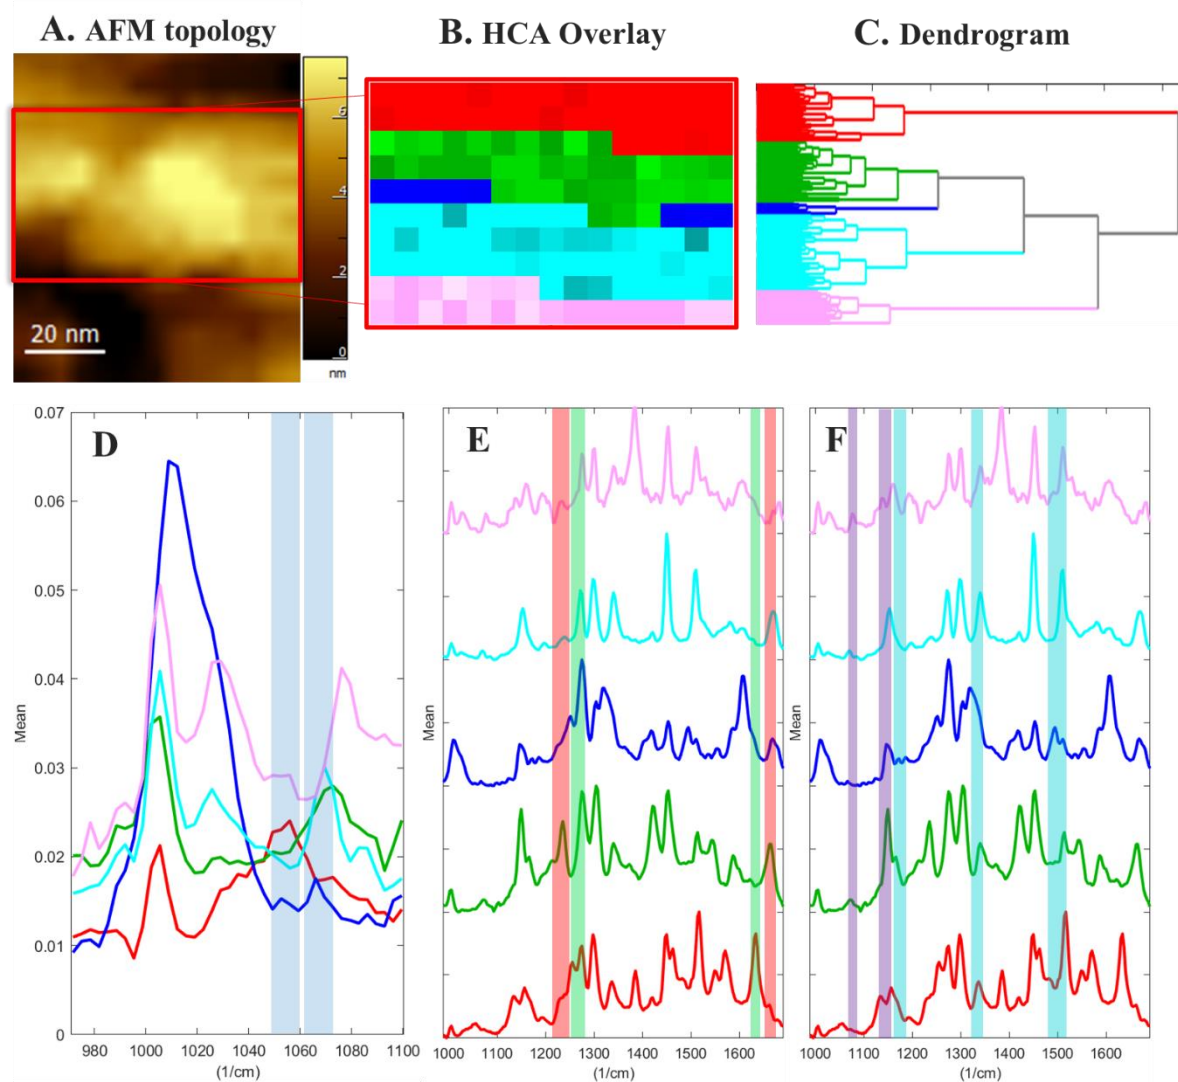 A. AFM topology
B. HCA Overlay
C. Dendrogram
6
4
2
0
nm
20 nm
D
0.07
0.06
0.05
0.04
0.03
0.02
0.01
0
Mean
980 1000 1020 1040 1060 1080 1100
(1/cm)
E
Mean
1000 1100 1200 1300 1400 1500 1600
(1/cm)
F
Mean
1000 1100 1200 1300 1400 1500 1600
(1/cm)